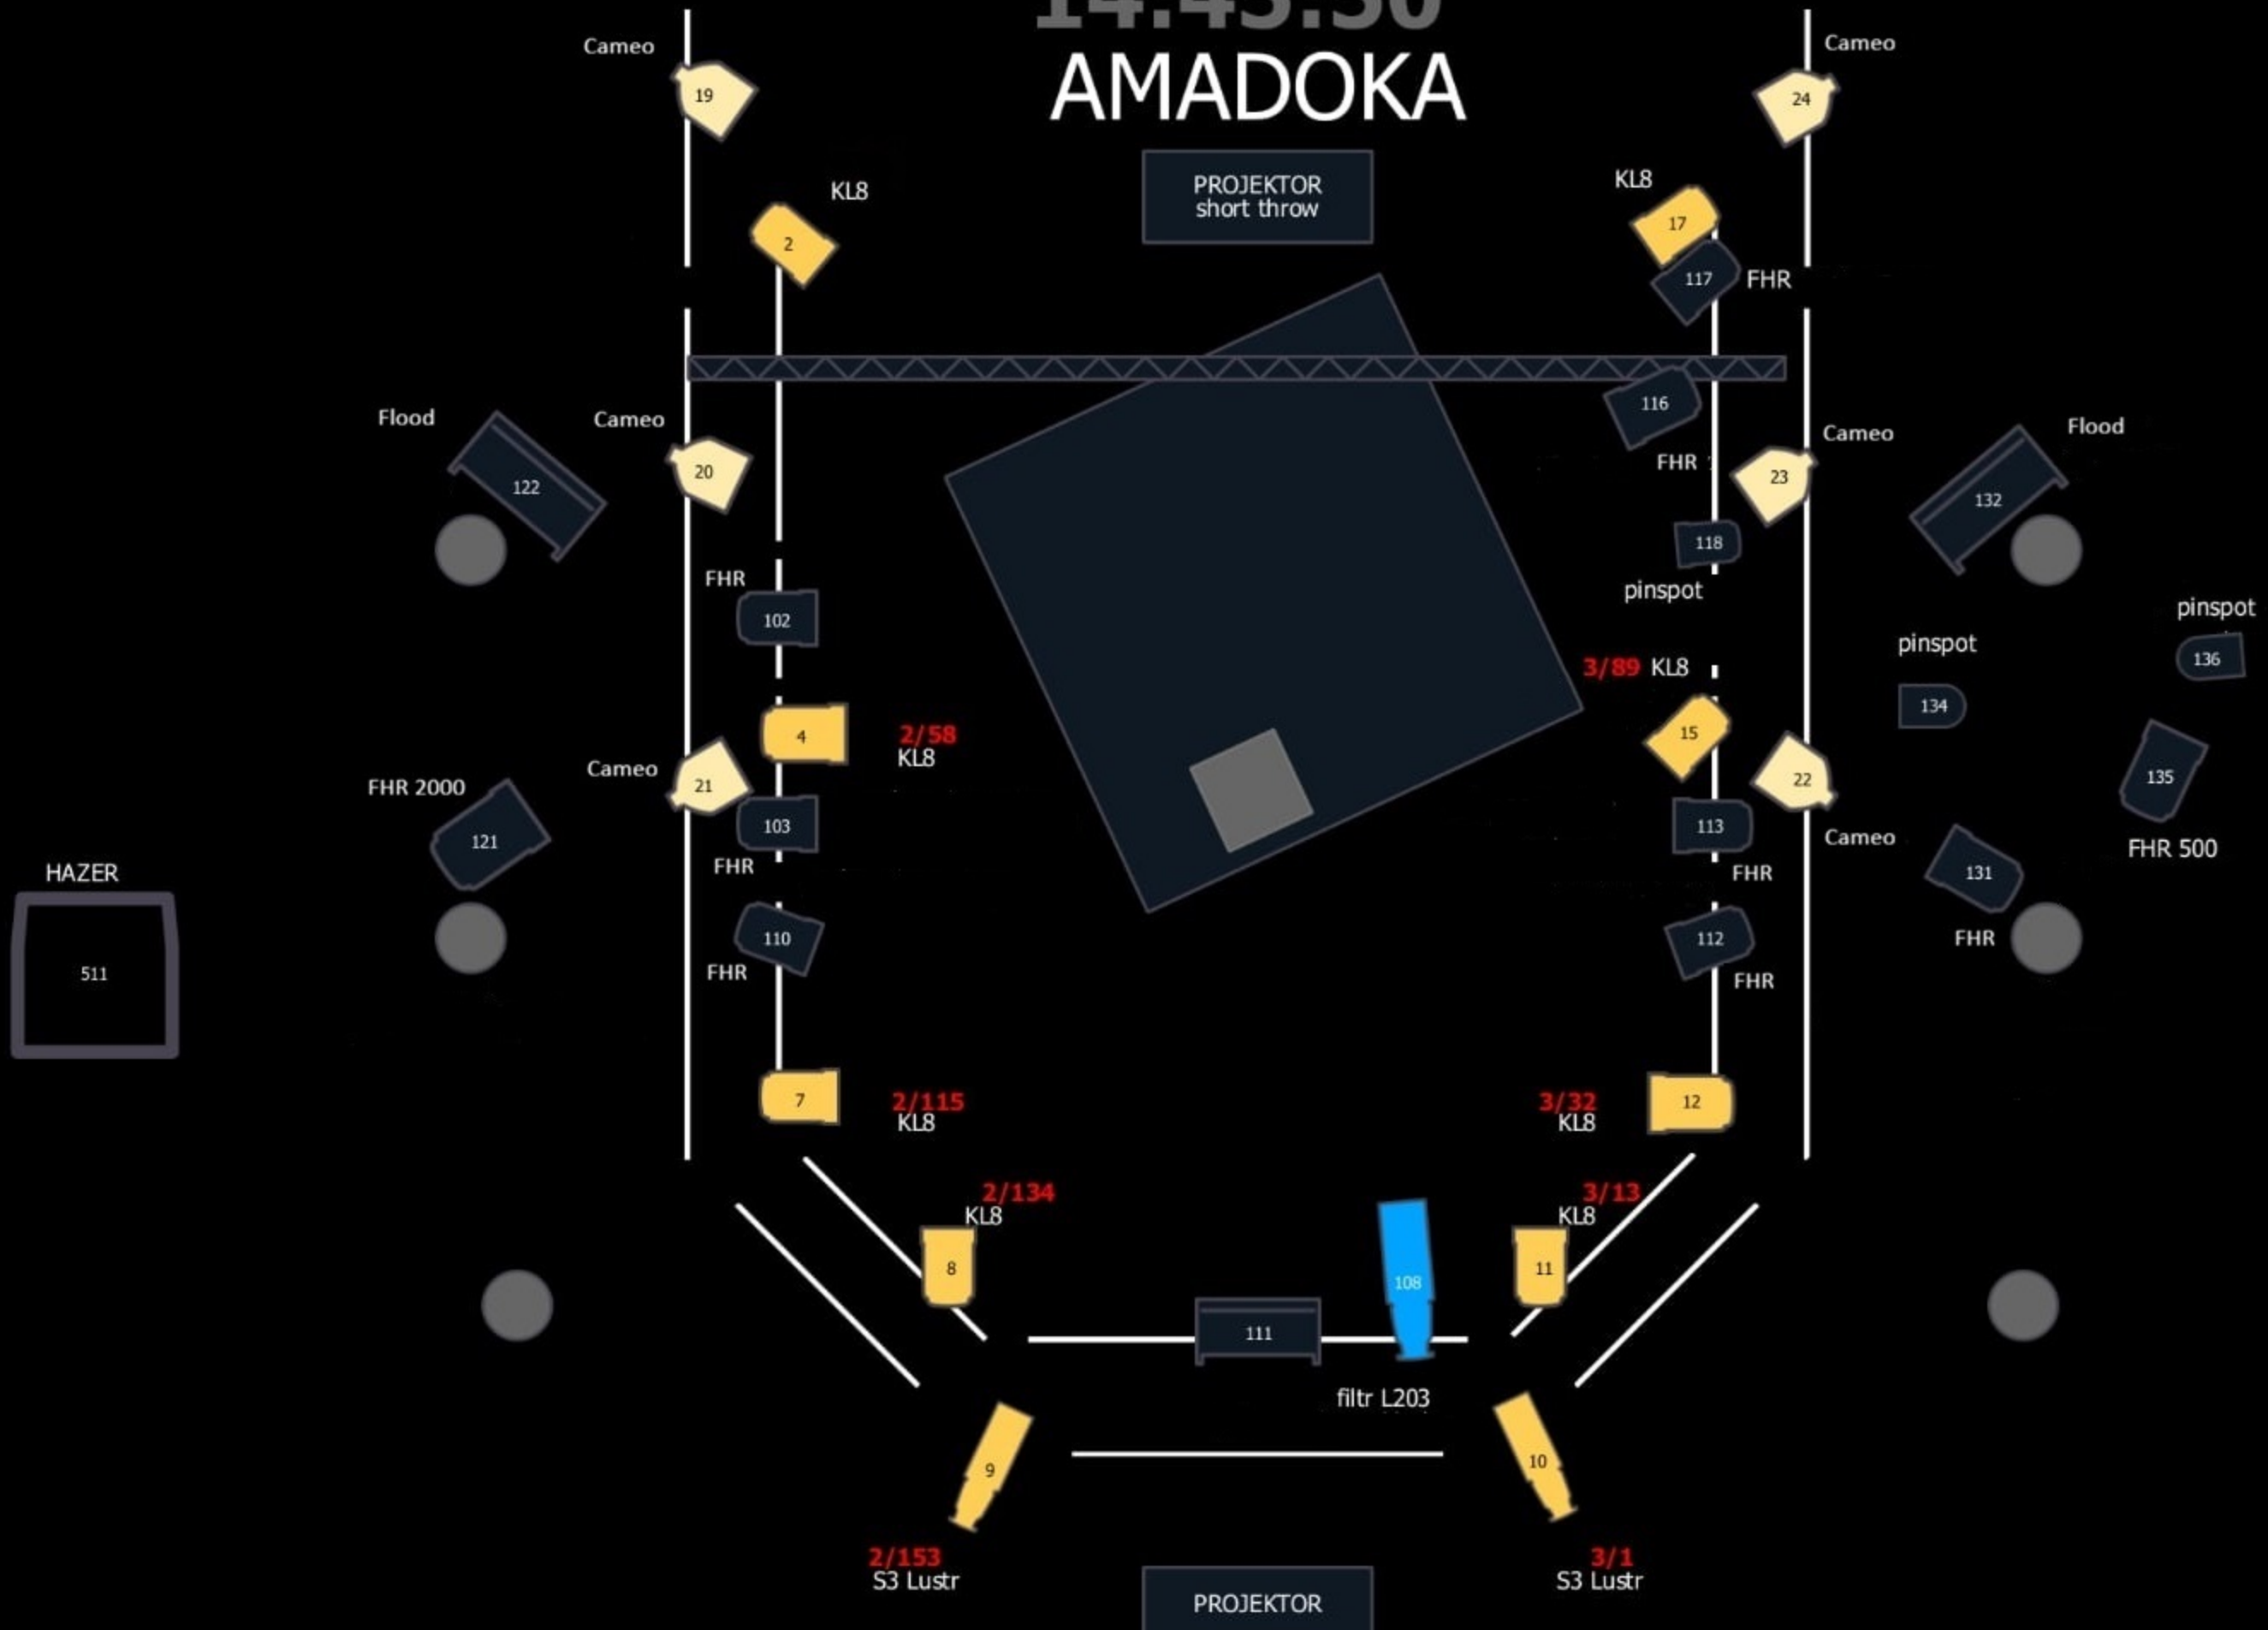 14:45:50
AMADOKA
Cameo
19
Cameo
24
PROJEKTOR
short throw
KL8
2
KL8
17
117
FHR
116
FHR
Flood
122
Cameo
20
Cameo
23
Flood
132
118
pinspot
FHR
102
pinspot
136
pinspot
134
3/89 KL8
15
4
2/58
KL8
Cameo
21
22
Cameo
135
FHR 500
FHR 2000
121
103
FHR
113
FHR
131
FHR
HAZER
511
110
FHR
112
FHR
7
2/115
KL8
3/32
KL8
12
2/134
KL8
8
3/13
KL8
11
108
111
filtr L203
9
10
2/153
S3 Lustr
3/1
S3 Lustr
PROJEKTOR